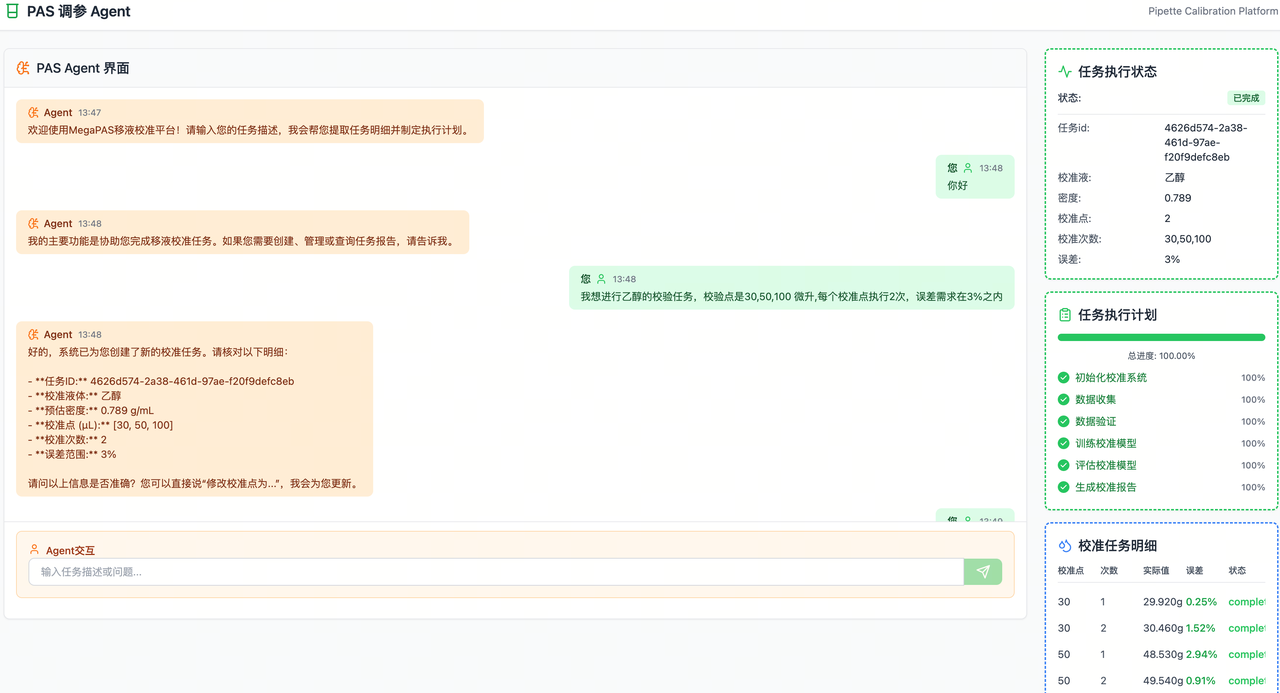 PAS 调参 Agent
Pipette Calibration Platform
PAS Agent 界面
Agent 13:47
欢迎使用MegaPAS移液校准平台！请输入您的任务描述，我会帮您提取任务明细并制定执行计划。
您 13:48
你好
Agent 13:48
我的主要功能是协助您完成移液校准任务。如果您需要创建、管理或查询任务报告，请告诉我。
您 13:48
我想进行乙醇的校验任务，校验点是30,50,100 微升,每个校准点执行2次，误差需求在3%之内
Agent 13:48
好的，系统已为您创建了新的校准任务。请核对以下明细：
- **任务ID:** 4626d574-2a38-461d-97ae-f20f9defc8eb
- **校准液体:** 乙醇
- **预估密度:** 0.789 g/mL
- **校准点 (μL):** [30, 50, 100]
- **校准次数:** 2
- **误差范围:** 3%
请问以上信息是否准确？您可以直接说“修改校准点为...”，我会为您更新。
您 13:49
Agent交互
输入任务描述或问题...
任务执行状态
状态: 已完成
任务id: 4626d574-2a38-
461d-97ae-
f20f9defc8eb
校准液: 乙醇
密度: 0.789
校准点: 2
校准次数: 30,50,100
误差: 3%
任务执行计划
总进度: 100.00%
初始化校准系统 100%
数据收集 100%
数据验证 100%
训练校准模型 100%
评估校准模型 100%
生成校准报告 100%
校准任务明细
校准点 次数 实际值 误差 状态
30 1 29.920g 0.25% complet
30 2 30.460g 1.52% complet
50 1 48.530g 2.94% complet
50 2 49.540g 0.91% complet